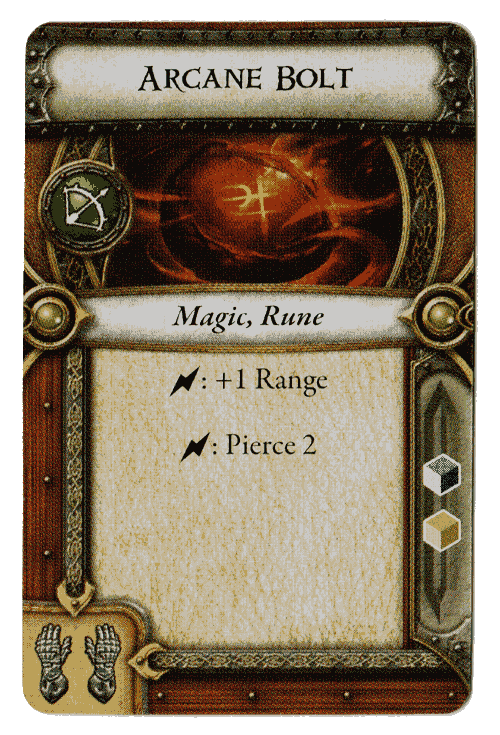 ARCANE BOLT
Magic, Rune
: +1 Range
: Pierce 2